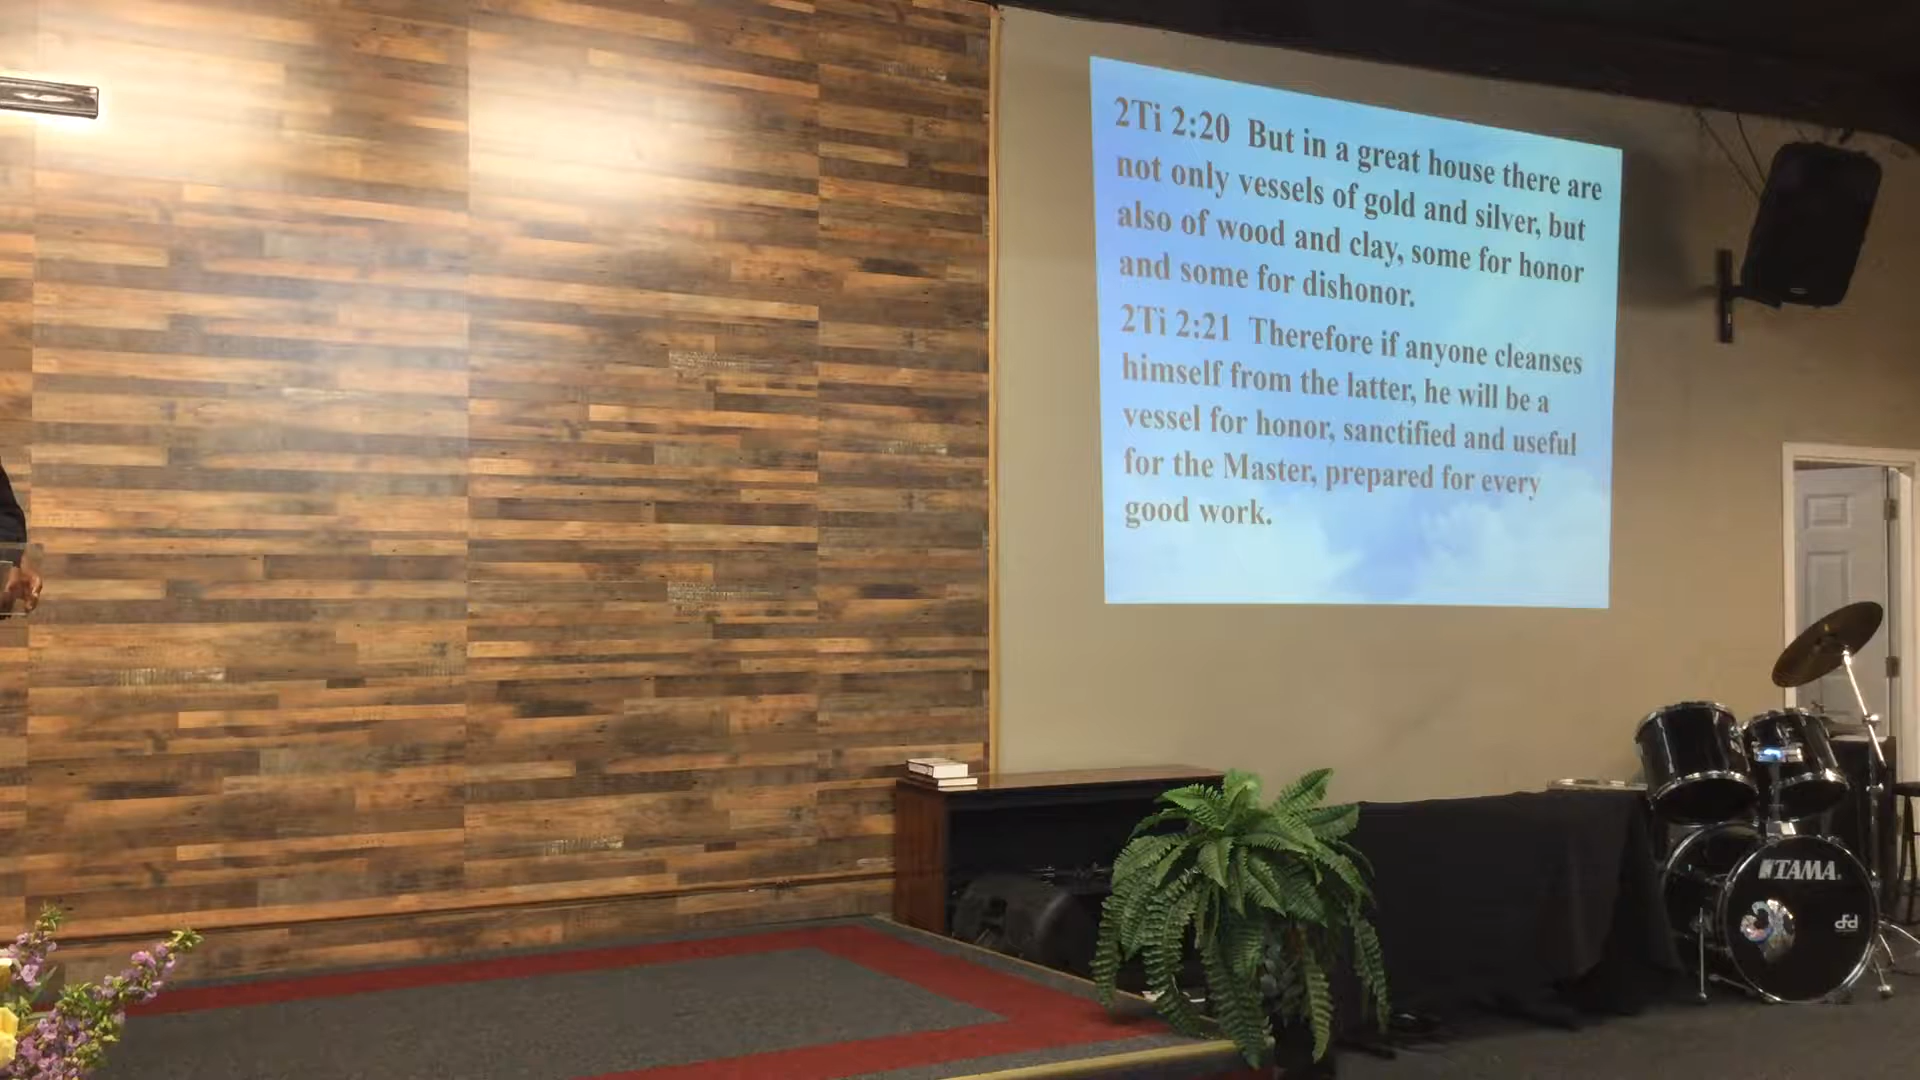 2Ti 2:20 But in a great house there are
not only vessels of gold and silver, but
also of wood and clay, some for honor
and some for dishonor.
2Ti 2:21 Therefore if anyone cleanses
himself from the latter, he will be a
vessel for honor, sanctified and useful
for the Master, prepared for every
good work.
TAMA
dfd